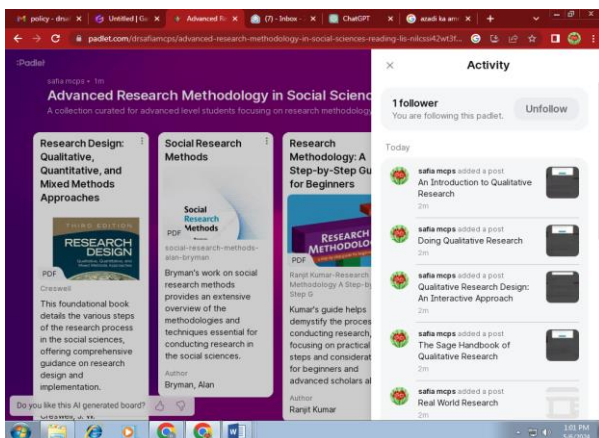 policy - drsa
Untitled | Go
Advanced Re
(7) - Inbox -
ChatGPT
azadi ka am
padlet.com/drsafiamcps/advanced-research-methodology-in-social-sciences-reading-lis-nilcssi42wt3f...
:Padlet
safia mcps • 1m
Advanced Research Methodology in Social Scienc
A collection curated for advanced level students focusing on research methodology
Research Design:
Qualitative,
Quantitative, and
Mixed Methods
Approaches
THIRD EDITION
RESEARCH
DESIGN
PDF
Creswell
This foundational book
details the various steps
of the research process
in the social sciences,
offering comprehensive
guidance on research
design and
implementation.
Creswell, J. W.
Social Research
Methods
Social
Research
Methods
PDF
social-research-methods-
alan-bryman
Bryman's work on social
research methods
provides an extensive
overview of the
methodologies and
techniques essential for
conducting research in
the social sciences.
Author
Bryman, Alan
Research
Methodology: A
Step-by-Step Gu
for Beginners
RESEARCH
METHODOLO
PDF
Ranjit Kumar-Research
Methodology A Step-by
Step G
Kumar's guide helps
demystify the proces
conducting research,
focusing on practical
steps and considerat
for beginners and
advanced scholars al
Author
Ranjit Kumar
Do you like this AI generated board?
Activity
1 follower
You are following this padlet.
Unfollow
Today
safia mcps added a post
An Introduction to Qualitative
Research
2m
safia mcps added a post
Doing Qualitative Research
2m
safia mcps added a post
Qualitative Research Design:
An Interactive Approach
2m
safia mcps added a post
The Sage Handbook of
Qualitative Research
2m
safia mcps added a post
Real World Research
2m
1:01 PM